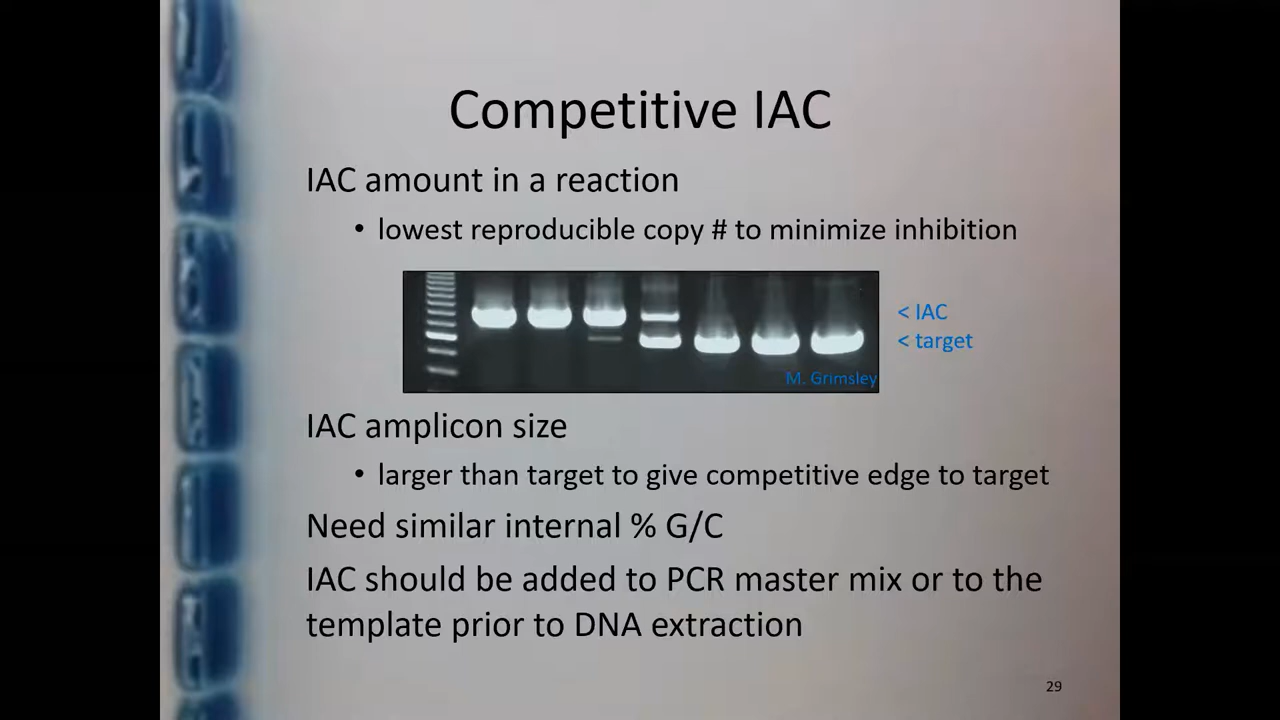 Competitive IAC
IAC amount in a reaction
• lowest reproducible copy # to minimize inhibition
< IAC
< target
M. Grimsley
IAC amplicon size
• larger than target to give competitive edge to target
Need similar internal % G/C
IAC should be added to PCR master mix or to the
template prior to DNA extraction
29